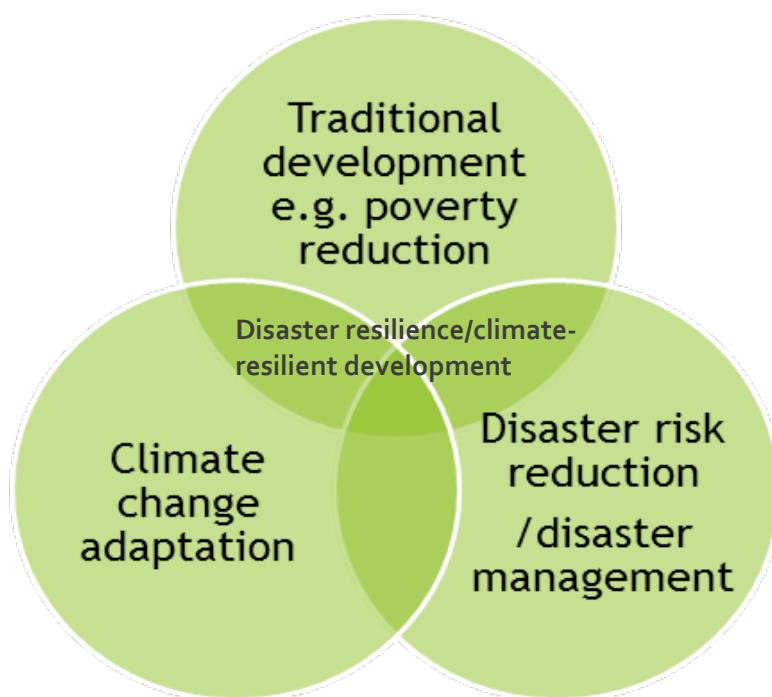 Traditional
development
e.g. poverty
reduction
Disaster resilience/climate-
resilient development
Climate
change
adaptation
Disaster risk
reduction
/disaster
management